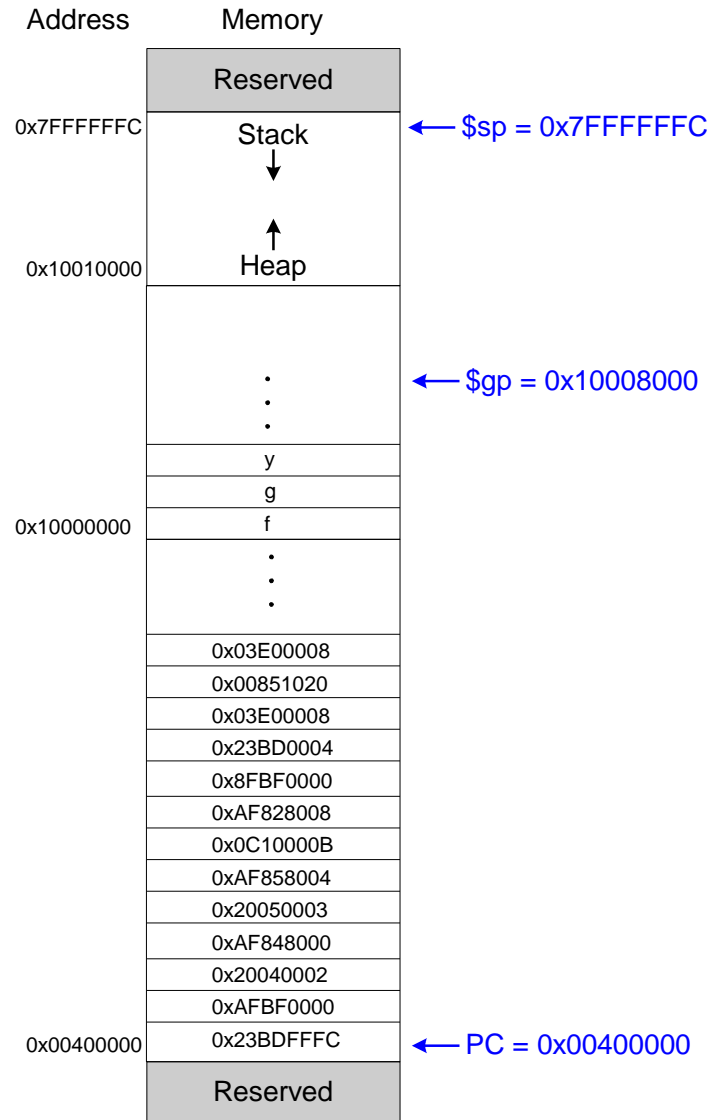 Address Memory
Reserved
0x7FFFFFFC Stack $sp = 0x7FFFFFFC
0x10010000 Heap
$gp = 0x10008000
y
g
0x10000000 f
0x03E00008
0x00851020
0x03E00008
0x23BD0004
0x8FBF0000
0xAF828008
0x0C10000B
0xAF858004
0x20050003
0xAF848000
0x20040002
0xAFBF0000
0x00400000 0x23BDFFFC PC = 0x00400000
Reserved